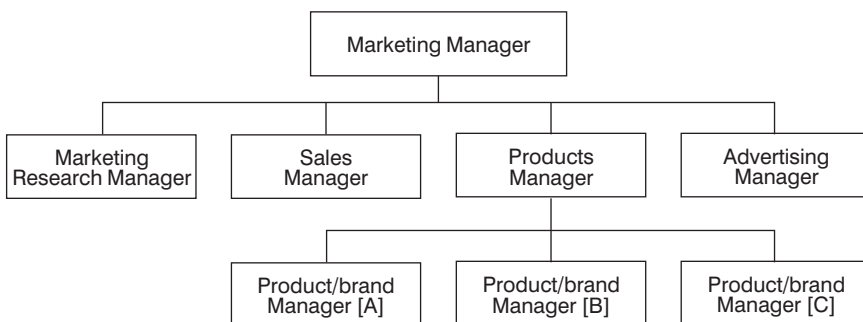 Marketing Manager
Marketing
Research Manager
Sales
Manager
Products
Manager
Advertising
Manager
Product/brand
Manager [A]
Product/brand
Manager [B]
Product/brand
Manager [C]